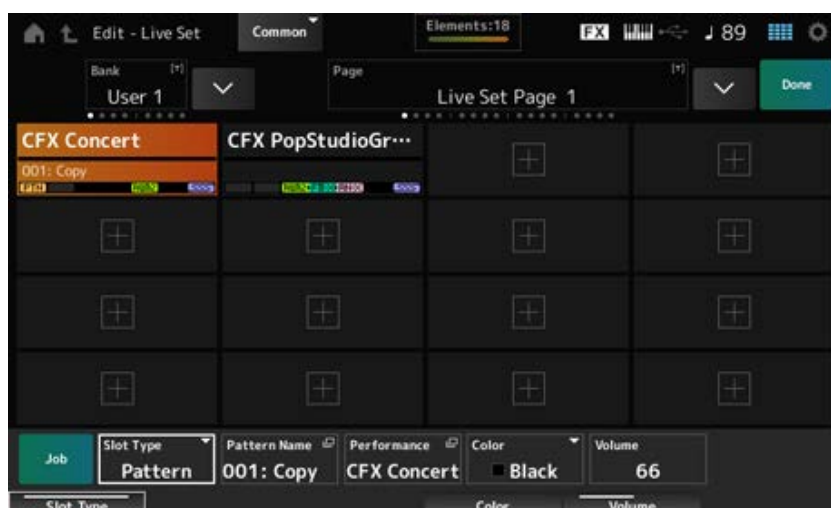 Edit - Live Set
Common
Elements:18
FX
89
Bank
User 1
Page
Live Set Page 1
Done
CFX Concert
CFX PopStudioGr···
001: Copy
PTN
Job
Slot Type
Pattern
Pattern Name
001: Copy
Performance
CFX Concert
Color
Black
Volume
66
Slot Type
Color
Volume